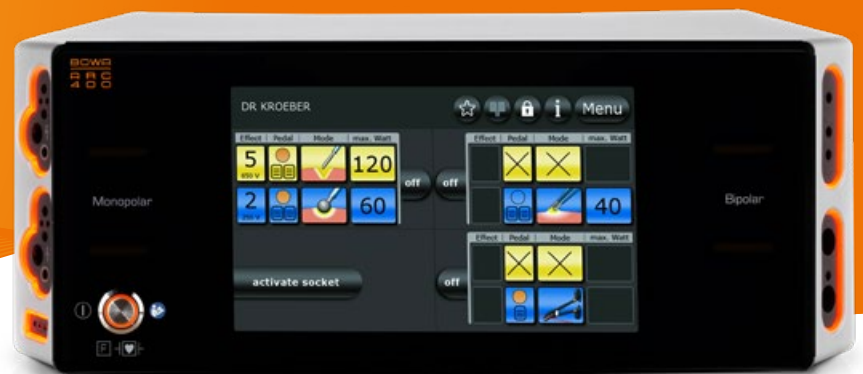 BOWA
ARC
400
DR KROEBER
i Menu
Effect Pedal Mode max. Watt
5 120
650 V
2 60
250 V
off
off
Effect Pedal Mode max. Watt
40
Monopolar
Bipolar
activate socket
off
Effect Pedal Mode max. Watt
F